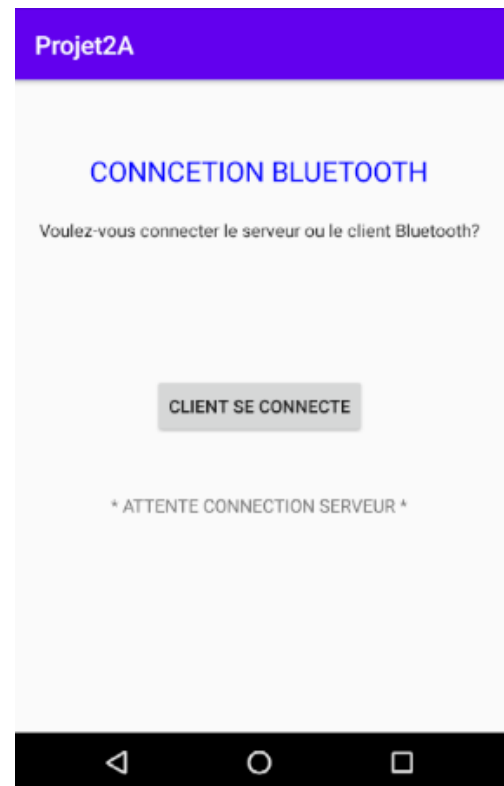 Projet2A
CONNCETION BLUETOOTH
Voulez-vous connecter le serveur ou le client Bluetooth?
CLIENT SE CONNECTE
* ATTENTE CONNECTION SERVEUR *